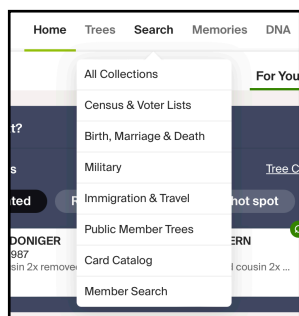 Home Trees Search Memories DNA
All Collections
For You
Census & Voter Lists
t?
Birth, Marriage & Death
s
Military
Tree C
ted
Immigration & Travel
hot spot
Public Member Trees
DONIGER
ERN
987
Card Catalog
sin 2x remove
l cousin 2x ...
Member Search